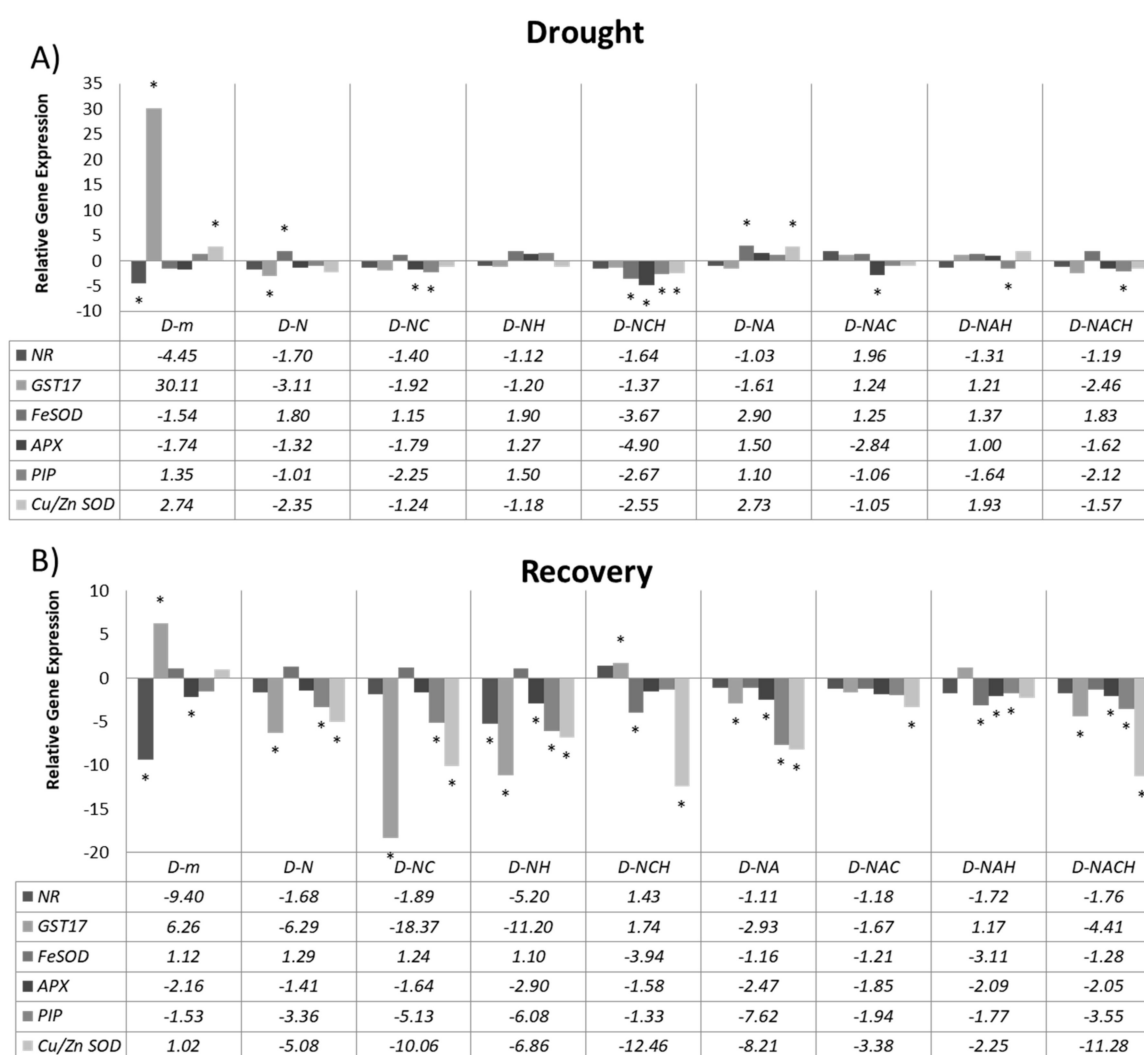 Drought
A)
Relative Gene Expression
35
30
25
20
15
10
5
0
-5
-10
* * * * * * * * * * * * * * * * *
D-m D-N D-NC D-NH D-NCH D-NA D-NAC D-NAH D-NACH
NR -4.45 -1.70 -1.40 -1.12 -1.64 -1.03 1.96 -1.31 -1.19
GST17 30.11 -3.11 -1.92 -1.20 -1.37 -1.61 1.24 1.21 -2.46
FeSOD -1.54 1.80 1.15 1.90 -3.67 2.90 1.25 1.37 1.83
APX -1.74 -1.32 -1.79 1.27 -4.90 1.50 -2.84 1.00 -1.62
PIP 1.35 -1.01 -2.25 1.50 -2.67 1.10 -1.06 -1.64 -2.12
Cu/Zn SOD 2.74 -2.35 -1.24 -1.18 -2.55 2.73 -1.05 1.93 -1.57
B)
Recovery
Relative Gene Expression
10
5
0
-5
-10
-15
-20
* * * * * * * * * * * * * * * * * * * * * * * * * * *
D-m D-N D-NC D-NH D-NCH D-NA D-NAC D-NAH D-NACH
NR -9.40 -1.68 -1.89 -5.20 1.43 -1.11 -1.18 -1.72 -1.76
GST17 6.26 -6.29 -18.37 -11.20 1.74 -2.93 -1.67 1.17 -4.41
FeSOD 1.12 1.29 1.24 1.10 -3.94 -1.16 -1.21 -3.11 -1.28
APX -2.16 -1.41 -1.64 -2.90 -1.58 -2.47 -1.85 -2.09 -2.05
PIP -1.53 -3.36 -5.13 -6.08 -1.33 -7.62 -1.94 -1.77 -3.55
Cu/Zn SOD 1.02 -5.08 -10.06 -6.86 -12.46 -8.21 -3.38 -2.25 -11.28